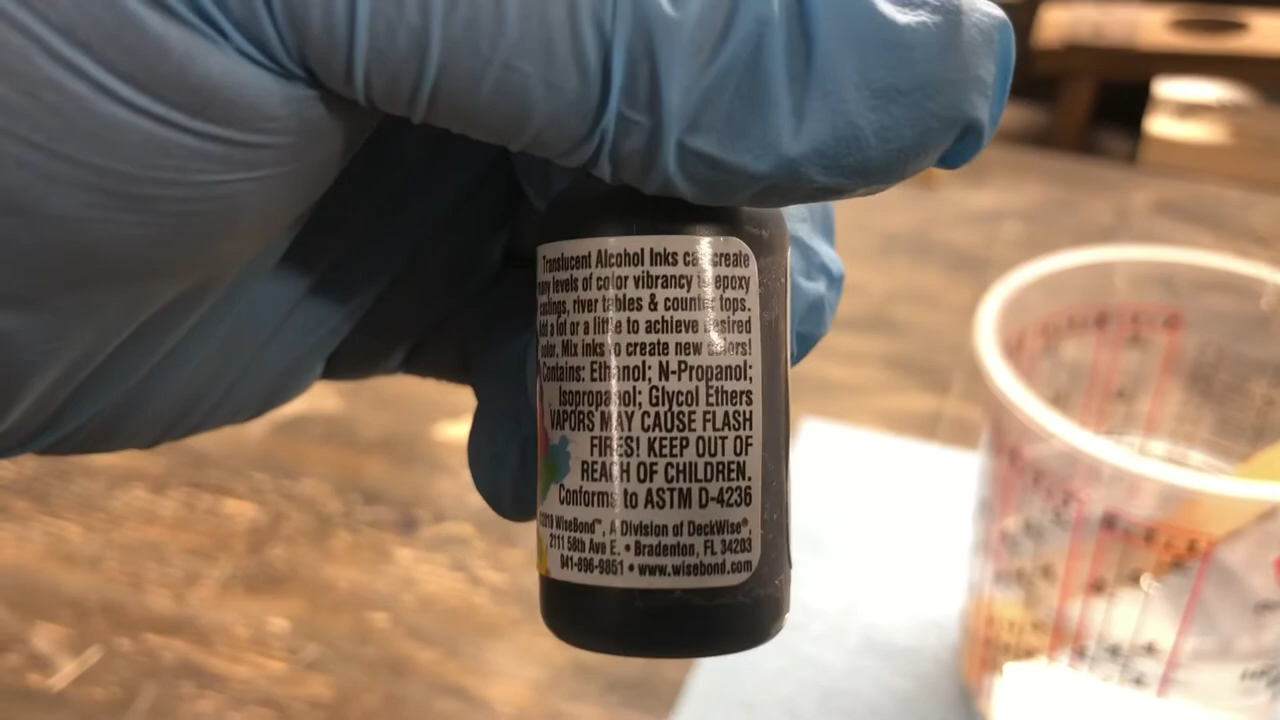 Translucent Alcohol Inks can create
any levels of color vibrancy to epoxy
coatings, river tables & counter tops.
Add a lot or a little to achieve desired
color. Mix inks to create new colors!
Contains: Ethanol; N-Propanol;
Isopropanol; Glycol Ethers
VAPORS MAY CAUSE FLASH
FIRES! KEEP OUT OF
REACH OF CHILDREN.
Conforms to ASTM D-4236
©2019 WiseBond™, A Division of DeckWise®,
2111 58th Ave E. • Bradenton, FL 34203
941-896-9851 • www.wisebond.com